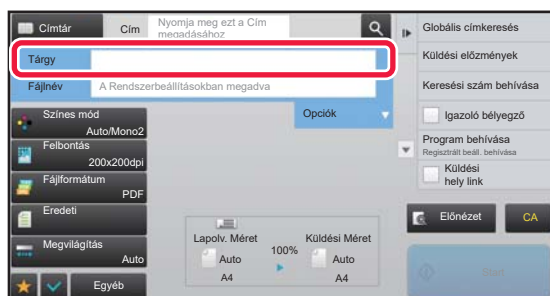 Címtár
Cím
Nyomja meg ezt a Cím
megadásához
Tárgy
Fájlnév
A Rendszerbeállításokban megadva
Opciók
Színes mód
Auto/Mono2
Felbontás
200x200dpi
Fájlformátum
PDF
Eredeti
Megvilágítás
Auto
Egyéb
Lapolv. Méret
Auto
A4
100%
Küldési Méret
Auto
A4
Globális címkeresés
Küldési előzmények
Keresési szám behívása
Igazoló bélyegző
Program behívása
Regisztrált beáll. behívása
Küldési
hely link
Előnézet
CA
Start